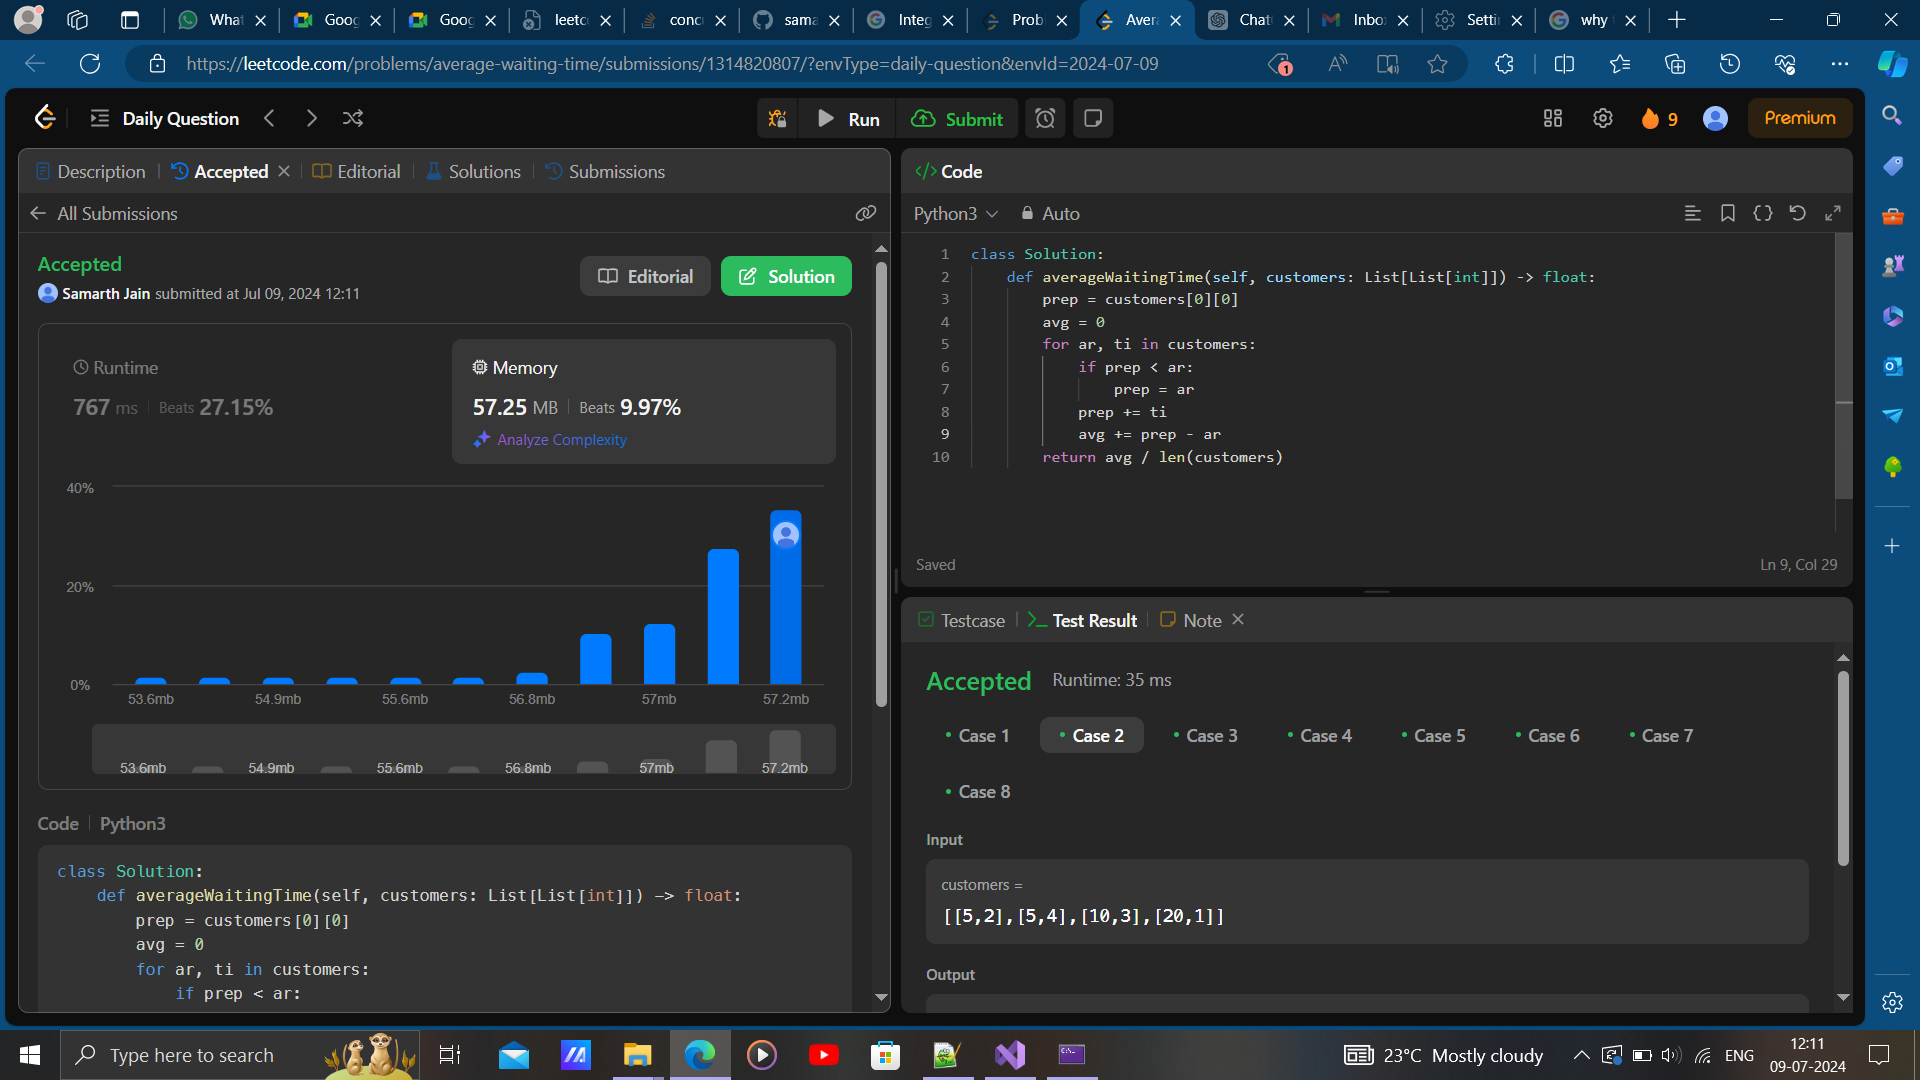 What
Goog
Goog
leetc
conc
sama
Integ
Prob
Aver
Chat
Inbo
Setti
why
https://leetcode.com/problems/average-waiting-time/submissions/1314820807/?envType=daily-question&envId=2024-07-09
1
Daily Question
Run
Submit
9
Premium
Description
Accepted
Editorial
Solutions
Submissions
All Submissions
Accepted
Samarth Jain submitted at Jul 09, 2024 12:11
Editorial
Solution
Runtime
767 ms
Beats 27.15%
Memory
57.25 MB
Beats 9.97%
Analyze Complexity
40%
20%
0%
53.6mb 54.9mb 55.6mb 56.8mb 57mb 57.2mb
53.6mb 54.9mb 55.6mb 56.8mb 57mb 57.2mb
Code | Python3
class Solution:
    def averageWaitingTime(self, customers: List[List[int]]) -> float:
        prep = customers[0][0]
        avg = 0
        for ar, ti in customers:
            if prep < ar:
</> Code
Python3
Auto
1 class Solution:
2     def averageWaitingTime(self, customers: List[List[int]]) -> float:
3         prep = customers[0][0]
4         avg = 0
5         for ar, ti in customers:
6             if prep < ar:
7                 prep = ar
8             prep += ti
9             avg += prep - ar
10         return avg / len(customers)
Saved
Ln 9, Col 29
Testcase
Test Result
Note
Accepted
Runtime: 35 ms
• Case 1
• Case 2
• Case 3
• Case 4
• Case 5
• Case 6
• Case 7
• Case 8
Input
customers =
[[5,2],[5,4],[10,3],[20,1]]
Output
Type here to search
23°C Mostly cloudy
ENG
12:11
09-07-2024